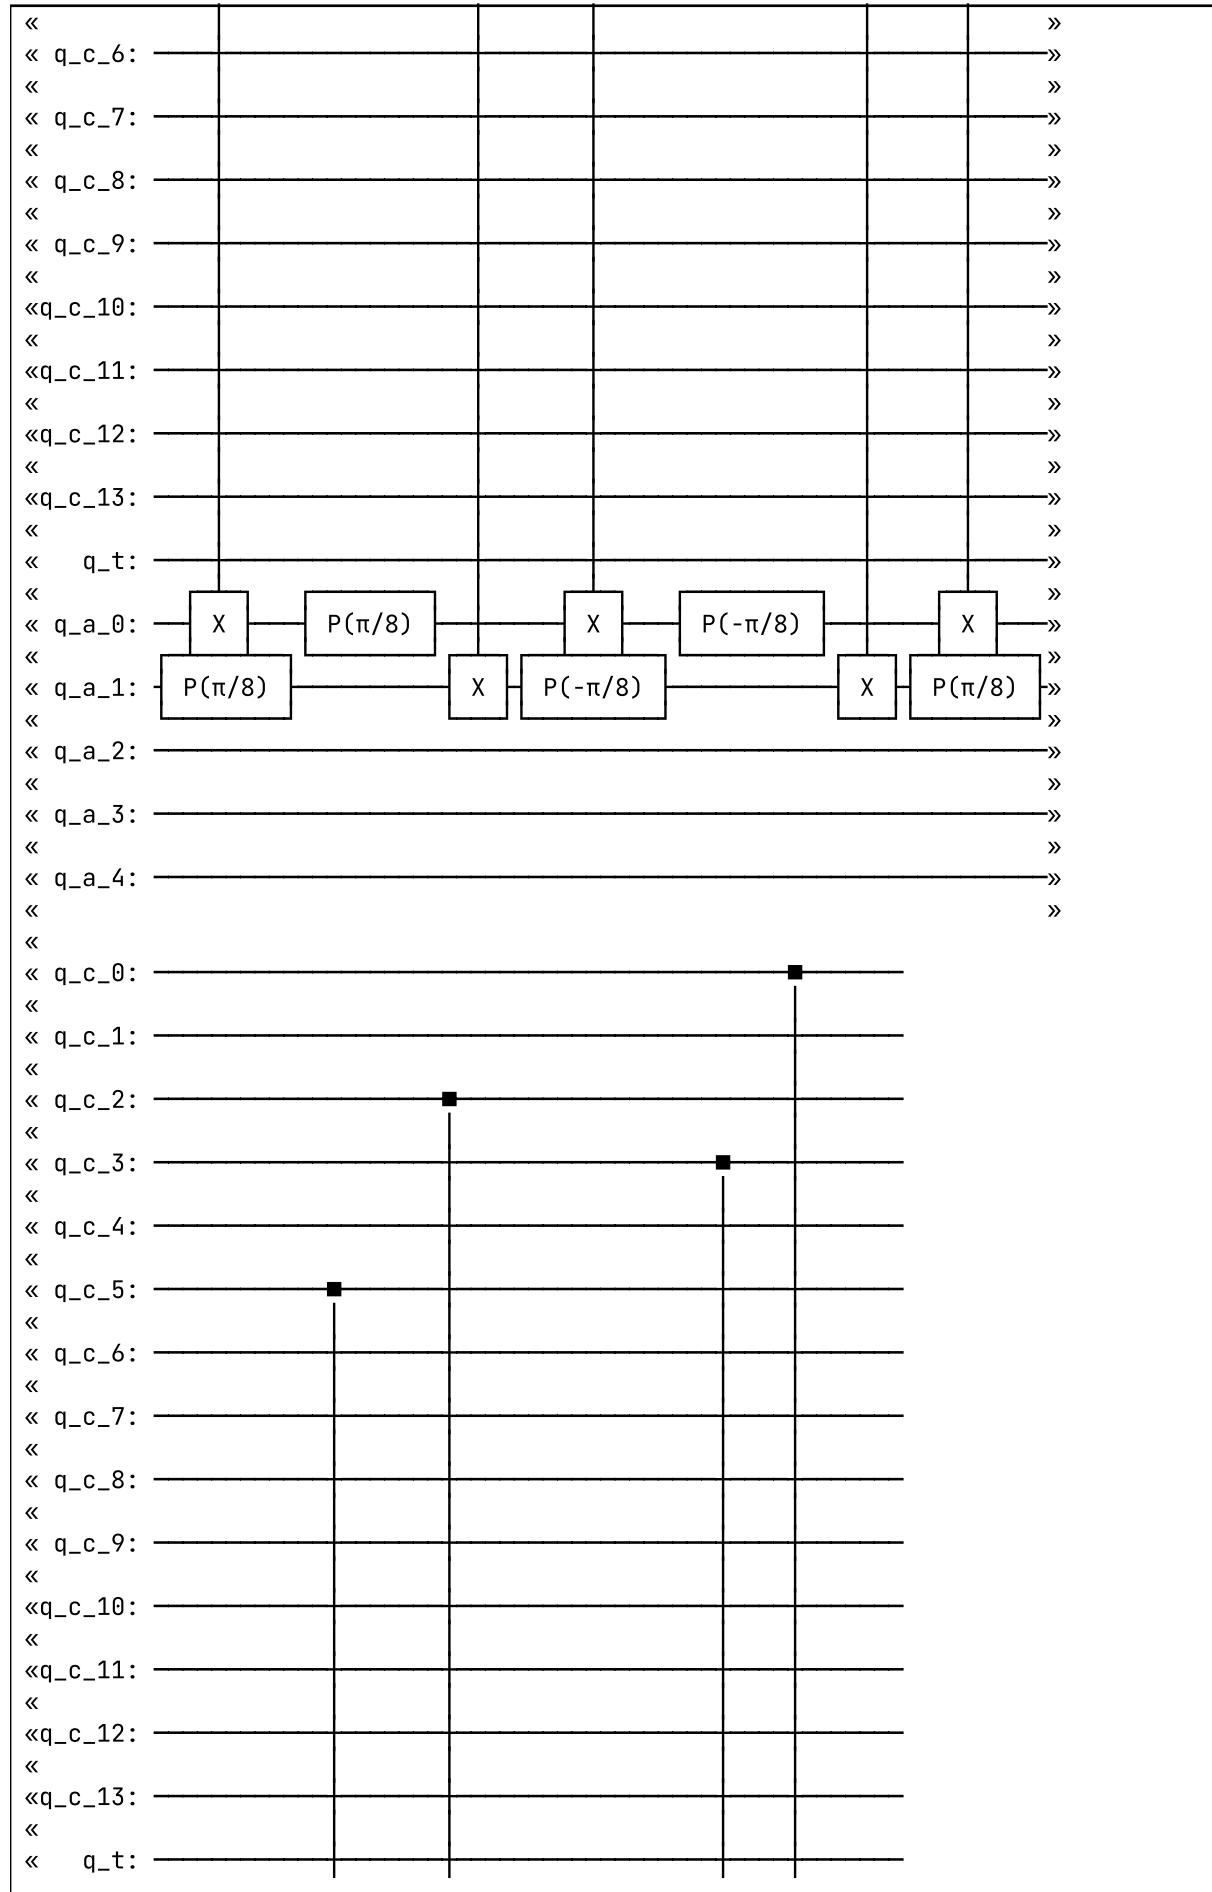 « »
« q_c_6: »
« »
« q_c_7: »
« »
« q_c_8: »
« »
« q_c_9: »
« »
«q_c_10: »
« »
«q_c_11: »
« »
«q_c_12: »
« »
«q_c_13: »
« »
« q_t: »
« »
« q_a_0: X P(π/8) X P(-π/8) X »
« »
« q_a_1: P(π/8) X P(-π/8) X P(π/8) »
« »
« q_a_2: »
« »
« q_a_3: »
« »
« q_a_4: »
« »
«
« q_c_0:
«
« q_c_1:
«
« q_c_2:
«
« q_c_3:
«
« q_c_4:
«
« q_c_5:
«
« q_c_6:
«
« q_c_7:
«
« q_c_8:
«
« q_c_9:
«
«q_c_10:
«
«q_c_11:
«
«q_c_12:
«
«q_c_13:
«
« q_t: